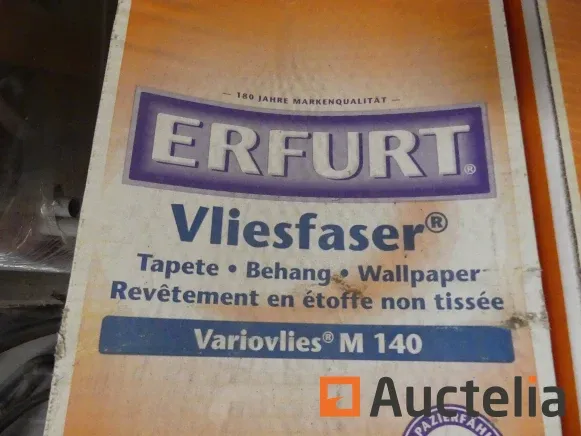 — 180 JAHRE MARKENQUALITÄT —
ERFURT®
Vliesfaser®
Tapete • Behang • Wallpaper
Revêtement en étoffe non tissée
Variovlies® M 140
Auctelia